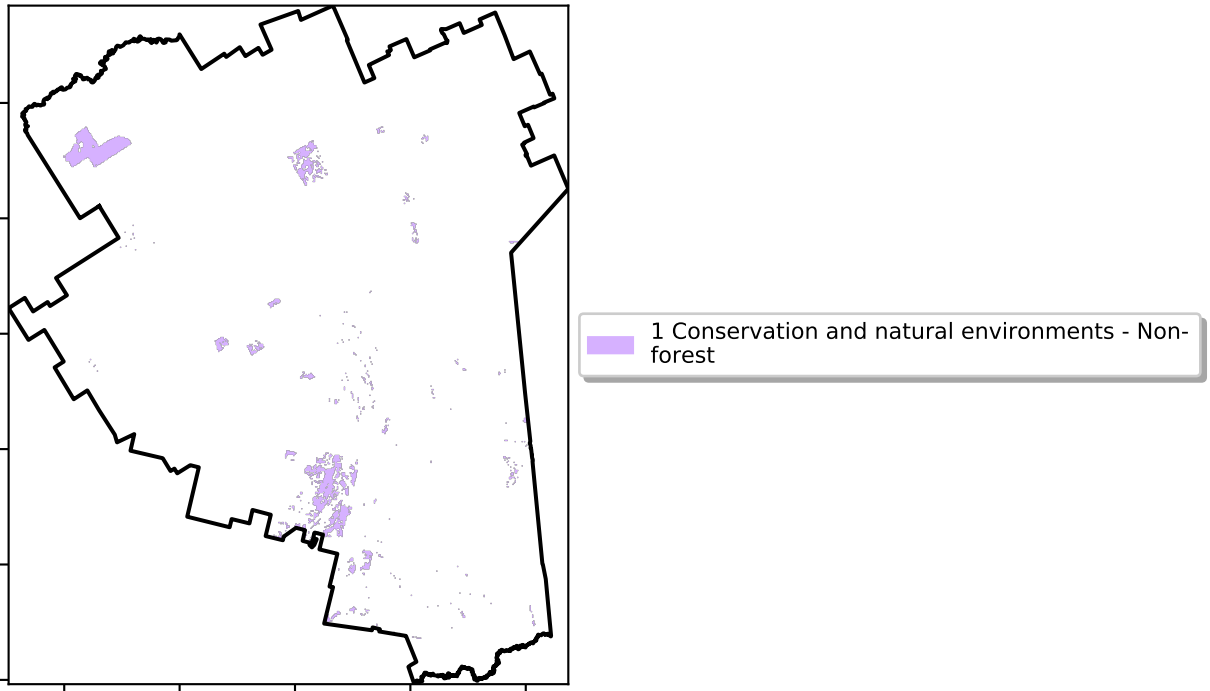 1 Conservation and natural environments - Non-
forest